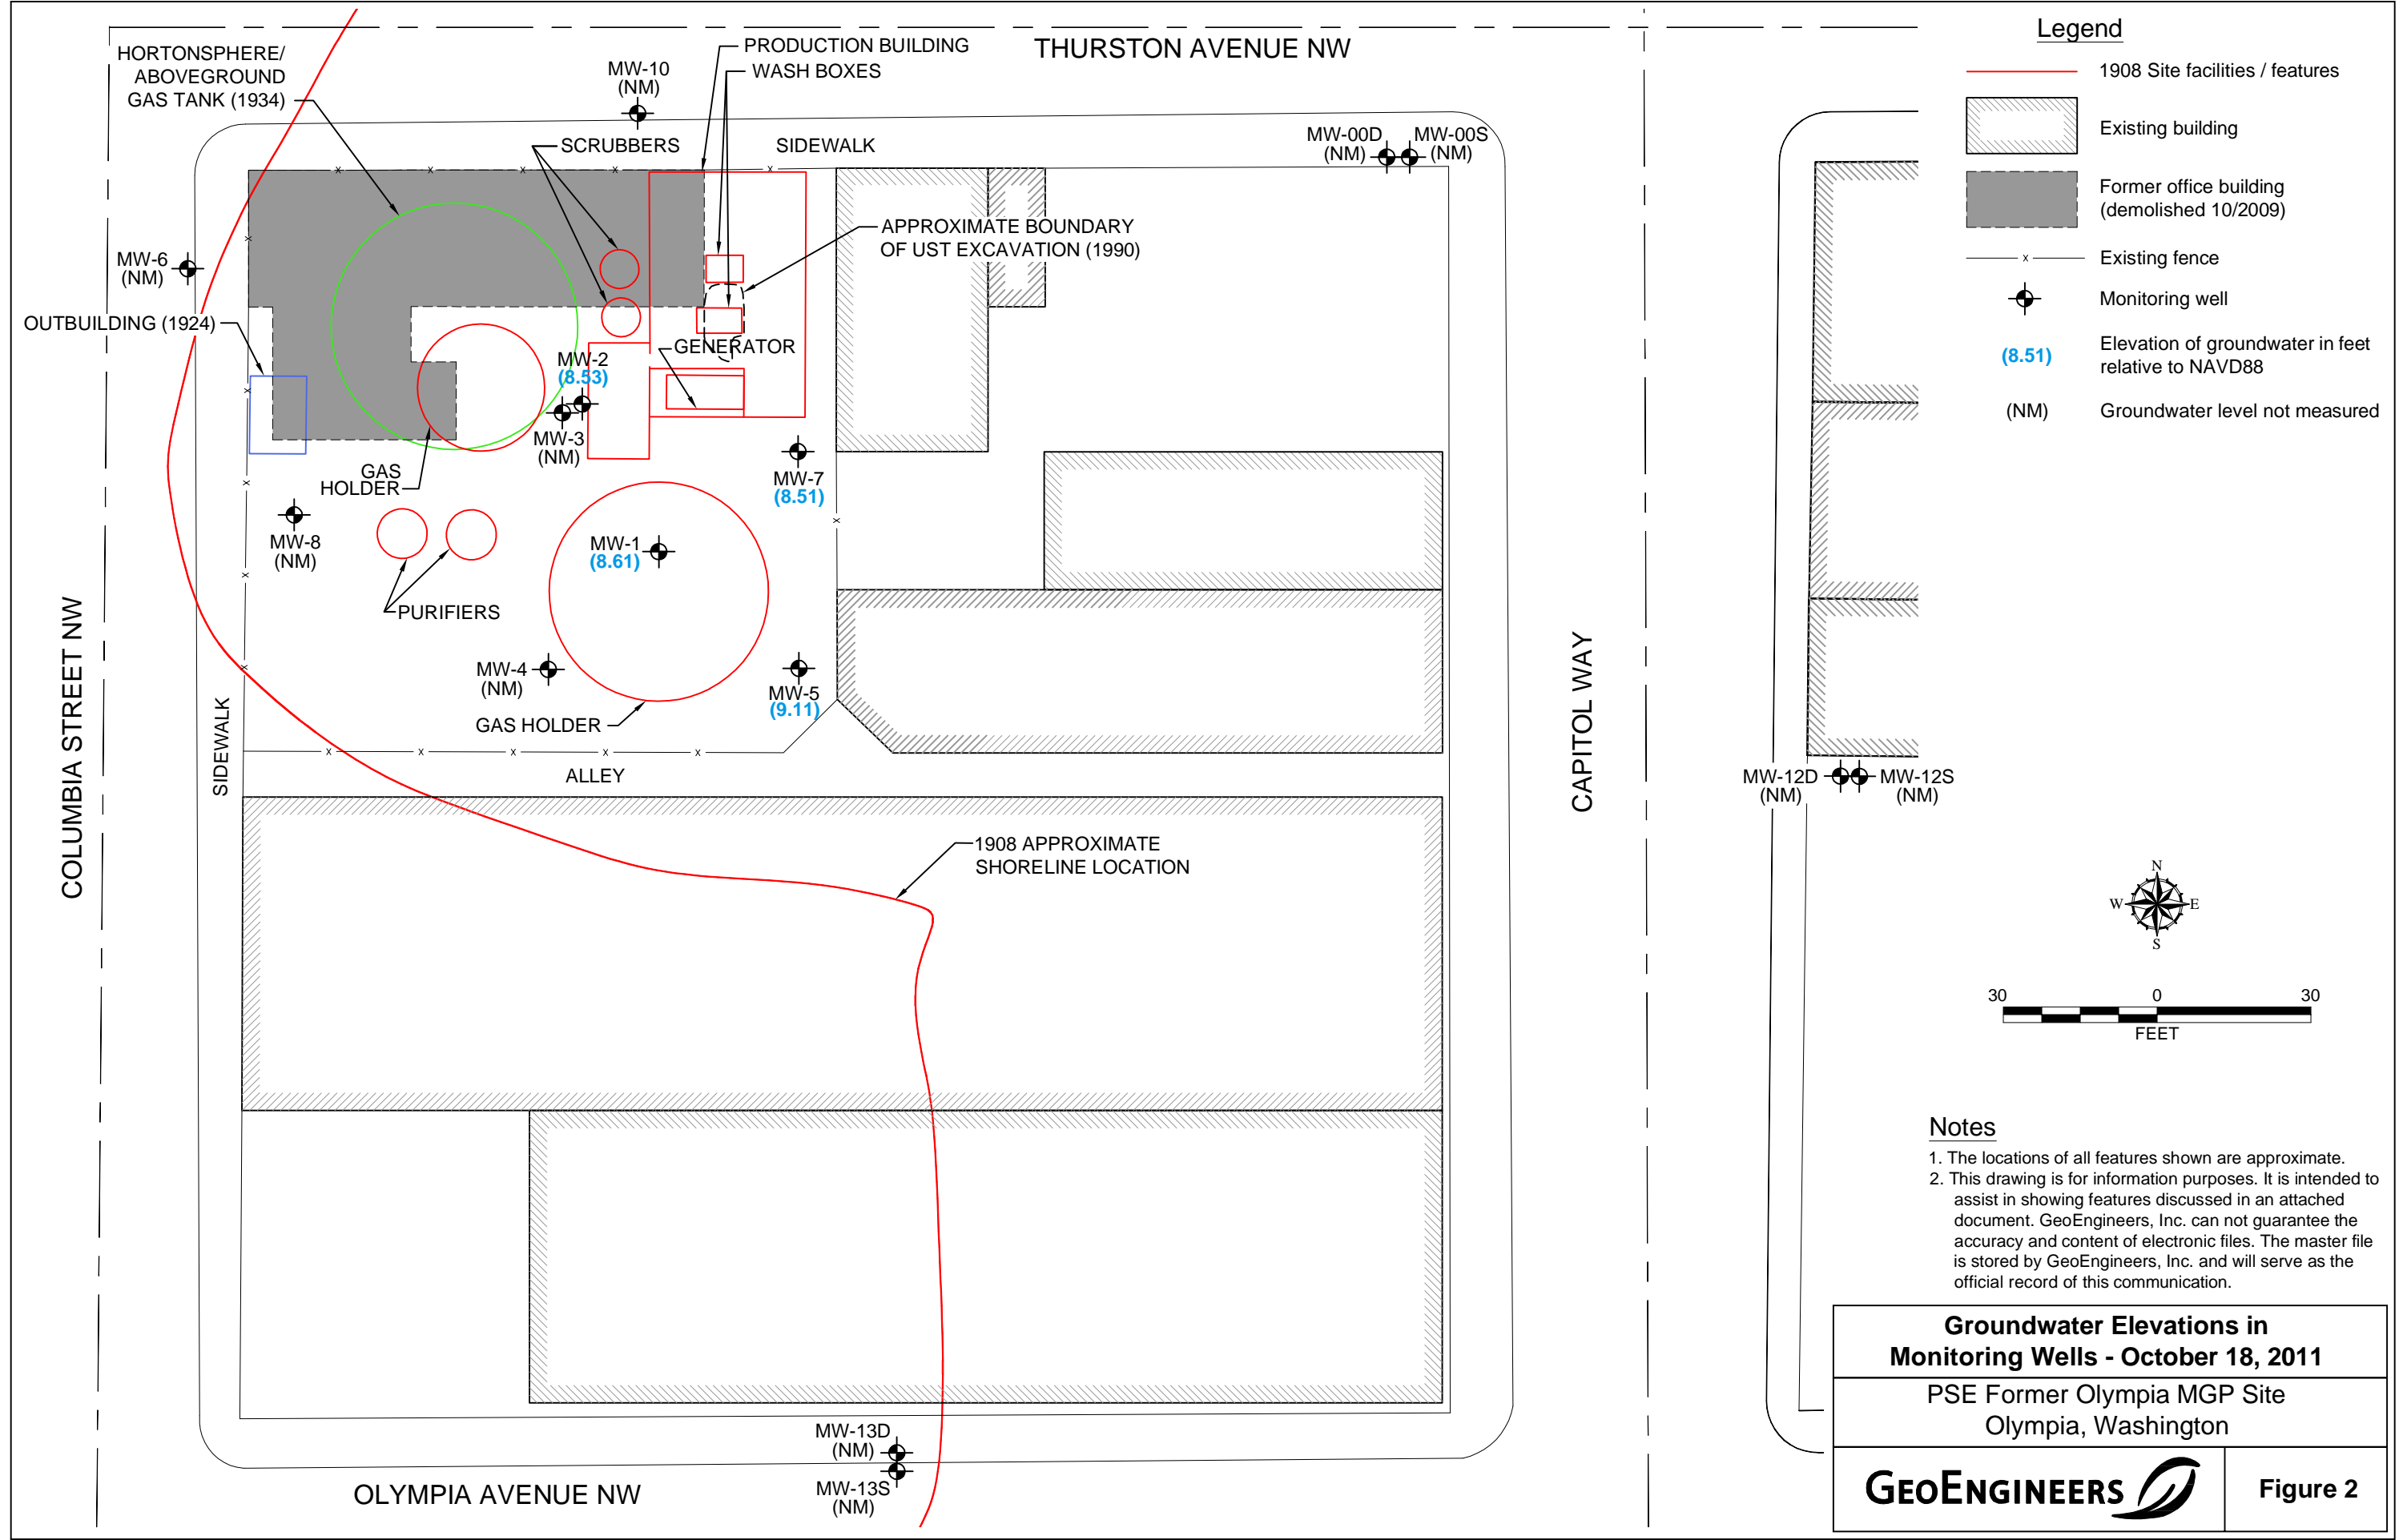 HORTONSPHERE/
ABOVEGROUND
GAS TANK (1934)
MW-10
(NM)
PRODUCTION BUILDING
WASH BOXES
THURSTON AVENUE NW
SCRUBBERS
SIDEWALK
MW-00D
(NM)
MW-00S
(NM)
APPROXIMATE BOUNDARY
OF UST EXCAVATION (1990)
MW-6
(NM)
OUTBUILDING (1924)
GENERATOR
MW-2
(8.53)
MW-3
(NM)
GAS
HOLDER
MW-7
(8.51)
MW-8
(NM)
MW-1
(8.61)
PURIFIERS
MW-4
(NM)
MW-5
(9.11)
GAS HOLDER
ALLEY
SIDEWALK
COLUMBIA STREET NW
CAPITOL WAY
MW-12D
(NM)
MW-12S
(NM)
1908 APPROXIMATE
SHORELINE LOCATION
MW-13D
(NM)
MW-13S
(NM)
OLYMPIA AVENUE NW
Legend
1908 Site facilities / features
Existing building
Former office building
(demolished 10/2009)
x Existing fence
Monitoring well
(8.51) Elevation of groundwater in feet
relative to NAVD88
(NM) Groundwater level not measured
N
W E
S
30 0 30
FEET
Notes
1. The locations of all features shown are approximate.
2. This drawing is for information purposes. It is intended to
assist in showing features discussed in an attached
document. GeoEngineers, Inc. can not guarantee the
accuracy and content of electronic files. The master file
is stored by GeoEngineers, Inc. and will serve as the
official record of this communication.
Groundwater Elevations in
Monitoring Wells - October 18, 2011
PSE Former Olympia MGP Site
Olympia, Washington
GEOENGINEERS
Figure 2